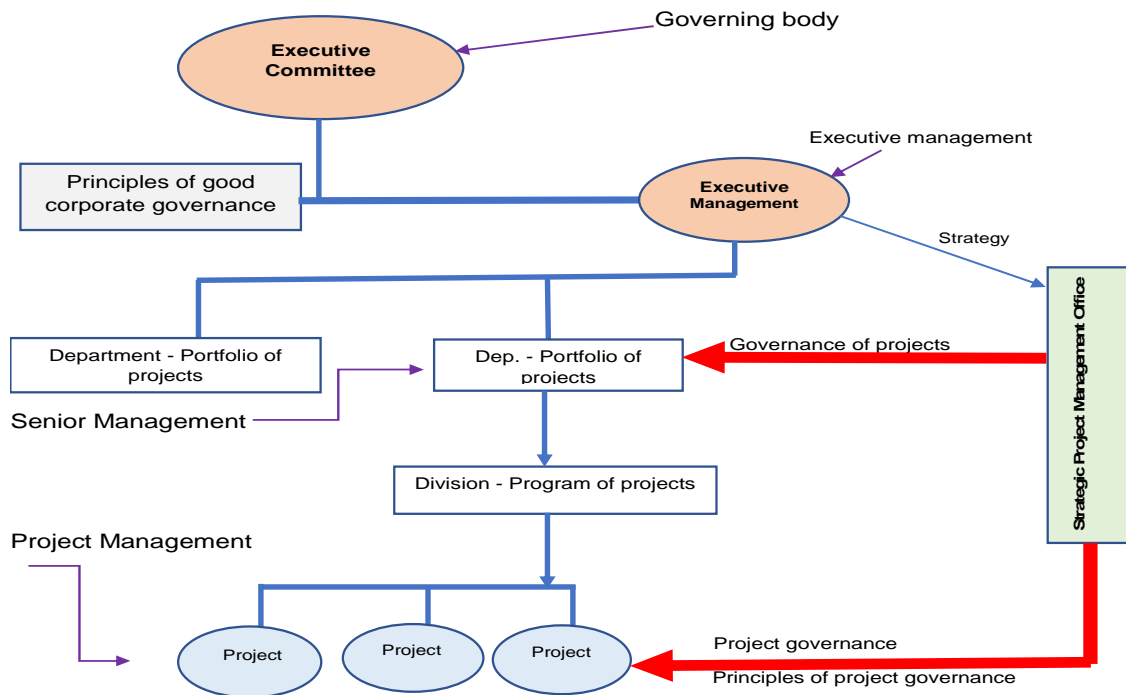 Governing body
Executive
Committee
Executive management
Principles of good
corporate governance
Executive
Management
Strategy
Strategic Project Management Office
Department - Portfolio of
projects
Dep. - Portfolio of
projects
Governance of projects
Senior Management
Division - Program of projects
Project Management
Project
Project
Project
Project governance
Principles of project governance